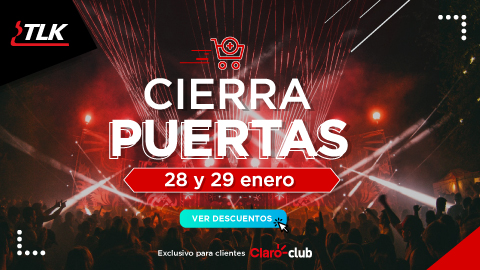 TLK
CIERRA
PUERTAS
28 y 29 enero
VER DESCUENTOS
Exclusivo para clientes Claro-club